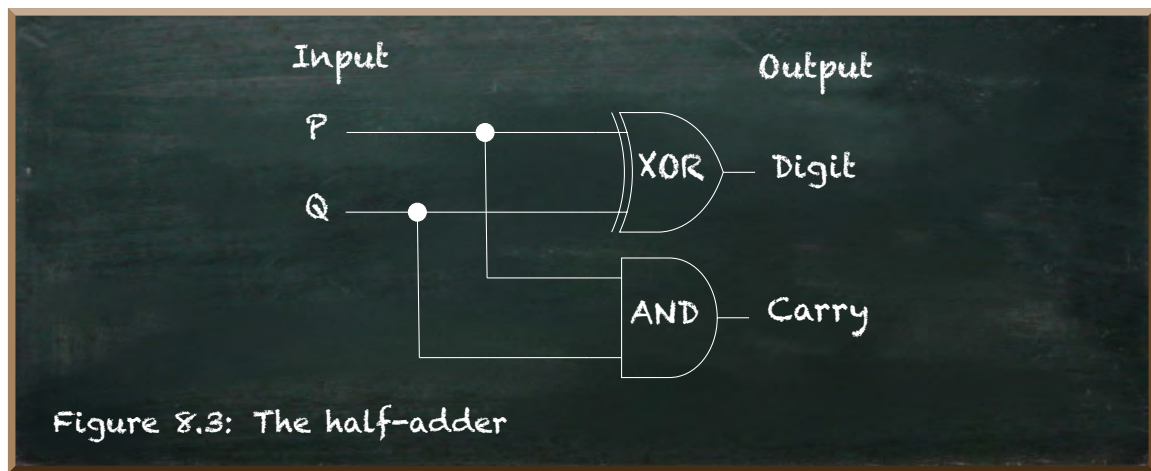 Input
Output
P
XOR
Digit
Q
AND
Carry
Figure 8.3: The half-adder